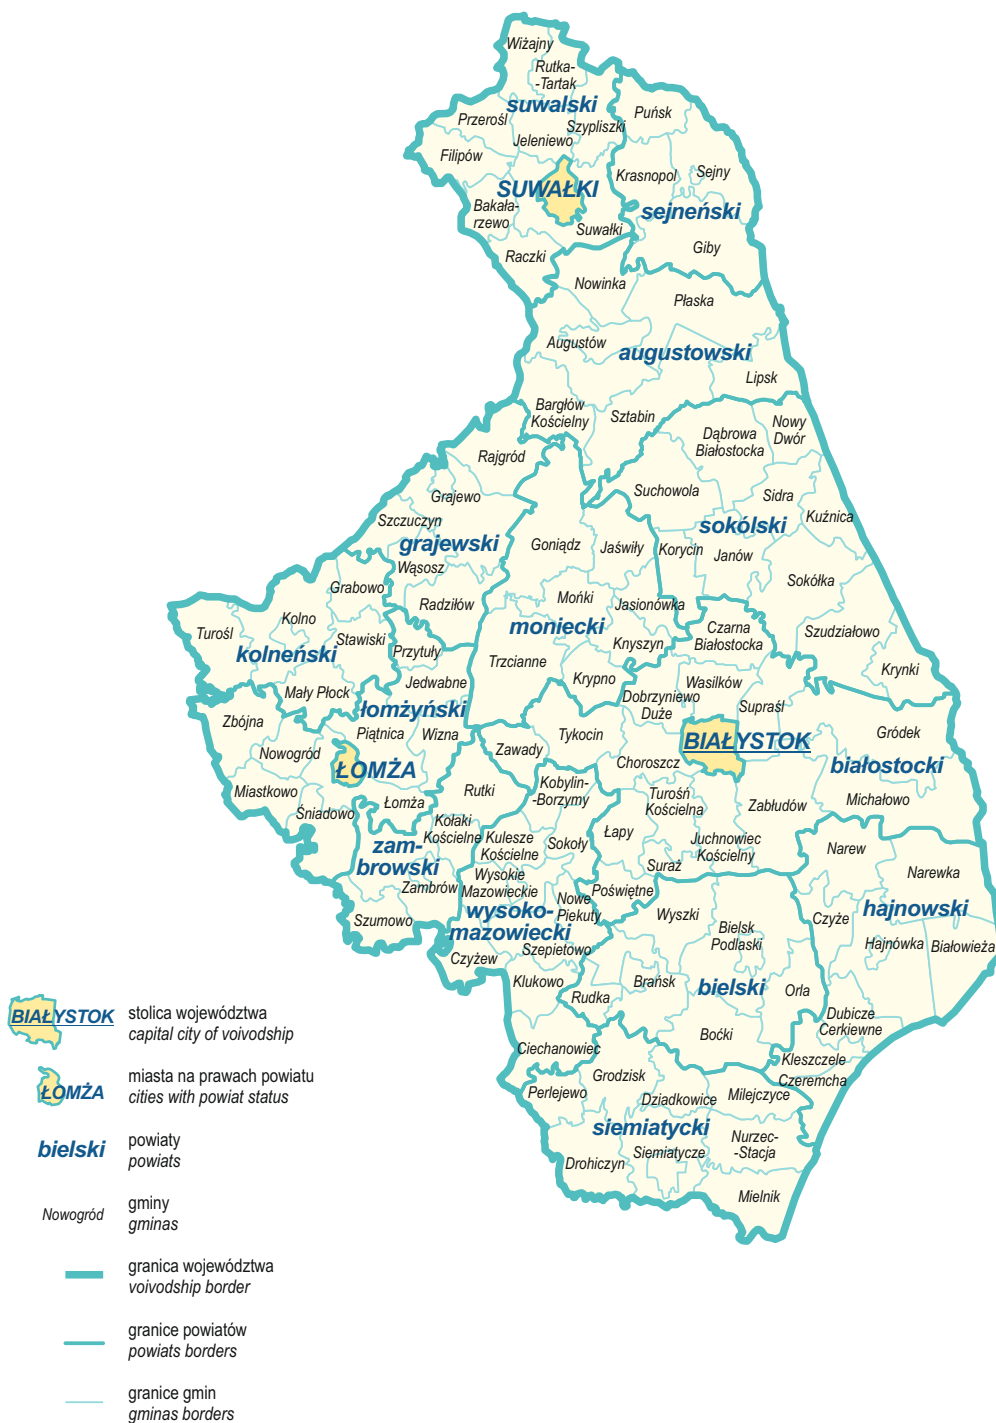 Wiżajny
Rutka-
-Tartak
suwalski
Puńsk
Przerośl
Szypliszki
Jeleniewo
Filipów
Krasnopol
Sejny
SUWAŁKI
Bakała-
rzewo
sejneński
Suwałki
Giby
Raczki
Nowinka
Płaska
Augustów
augustowski
Lipsk
Bargłów
Kościelny
Sztabin
Nowy
Dwór
Dąbrowa
Białostocka
Rajgród
Suchowola
Sidra
Grajewo
Szczuczyn
Kuźnica
sokólski
grajewski
Goniądz
Jaświły
Korycin
Janów
Wąsosz
Sokółka
Grabowo
Mońki
Radziłów
Jasionówka
Kolno
Turośl
Stawiski
moniecki
Czarna
Białostocka
Szudziałowo
kolneński
Przytuły
Knyszyn
Trzcianne
Krynki
Jedwabne
Krypno
Wasilków
Mały Płock
Dobrzyniewo
Duże
Supraśl
łomżyński
Zbójna
Piątnica
Wizna
Tykocin
Gródek
BIAŁYSTOK
Nowogród
Zawady
Choroszcz
białostocki
ŁOMŻA
Miastkowo
Rutki
Kobylin-
-Borzymy
Turośń
Kościelna
Michałowo
Łomża
Zabłudów
Śniadowo
Kołaki
Kościelne
Kulesze
Kościelne
Sokoły
Łapy
Juchnowiec
Kościelny
zam-
browski
Narew
Suraż
Wysokie
Mazowieckie
Narewka
Zambrów
Nowe
Piekuty
Poświętne
wysoko-
mazowiecki
Szumowo
Wyszki
Czyże
hajnowski
Bielsk
Podlaski
Szepietowo
Hajnówka
Białowieża
Czyżew
Klukowo
Rudka
Brańsk
bielski
Orla
Dubicze
Cerkiewne
Boćki
Ciechanowiec
Kleszczele
Grodzisk
Czeremcha
Perlejewo
Dziadkowice
Milejczyce
siemiatycki
Nurzec-
-Stacja
Siemiatycze
Drohiczyn
Mielnik
BIAŁYSTOK
stolica województwa
capital city of voivodship
ŁOMŻA
miasta na prawach powiatu
cities with powiat status
bielski
powiaty
powiats
Nowogród
gminy
gminas
granica województwa
voivodship border
granice powiatów
powiats borders
granice gmin
gminas borders